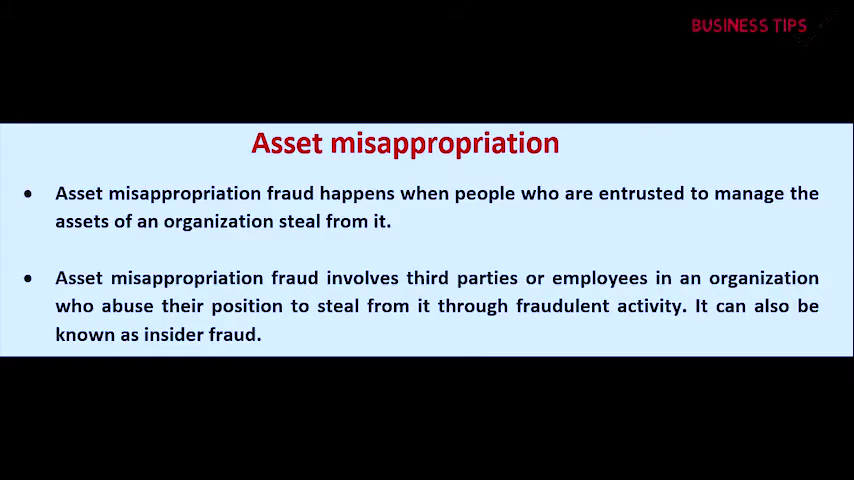 BUSINESS TIPS
Asset misappropriation
• Asset misappropriation fraud happens when people who are entrusted to manage the
assets of an organization steal from it.
• Asset misappropriation fraud involves third parties or employees in an organization
who abuse their position to steal from it through fraudulent activity. It can also be
known as insider fraud.